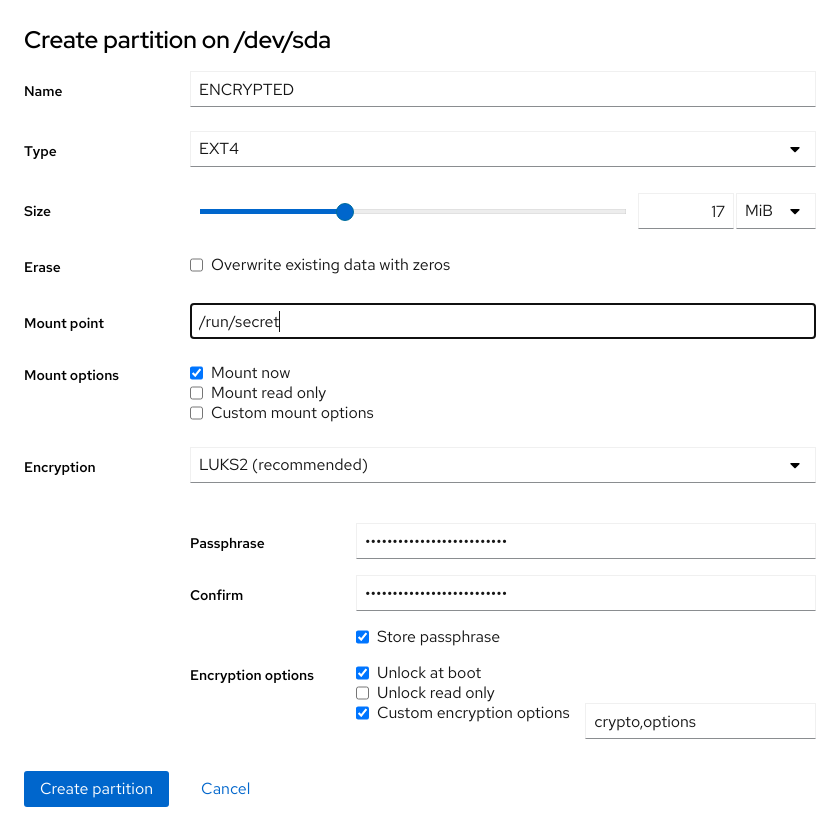 Create partition on /dev/sda
Name ENCRYPTED
Type EXT4
Size 17 MiB
Erase Overwrite existing data with zeros
Mount point /run/secret
Mount options Mount now
Mount read only
Custom mount options
Encryption LUKS2 (recommended)
Passphrase ••••••••••••••••••••••••••
Confirm ••••••••••••••••••••••••••
Store passphrase
Encryption options Unlock at boot
Unlock read only
Custom encryption options crypto,options
Create partition Cancel